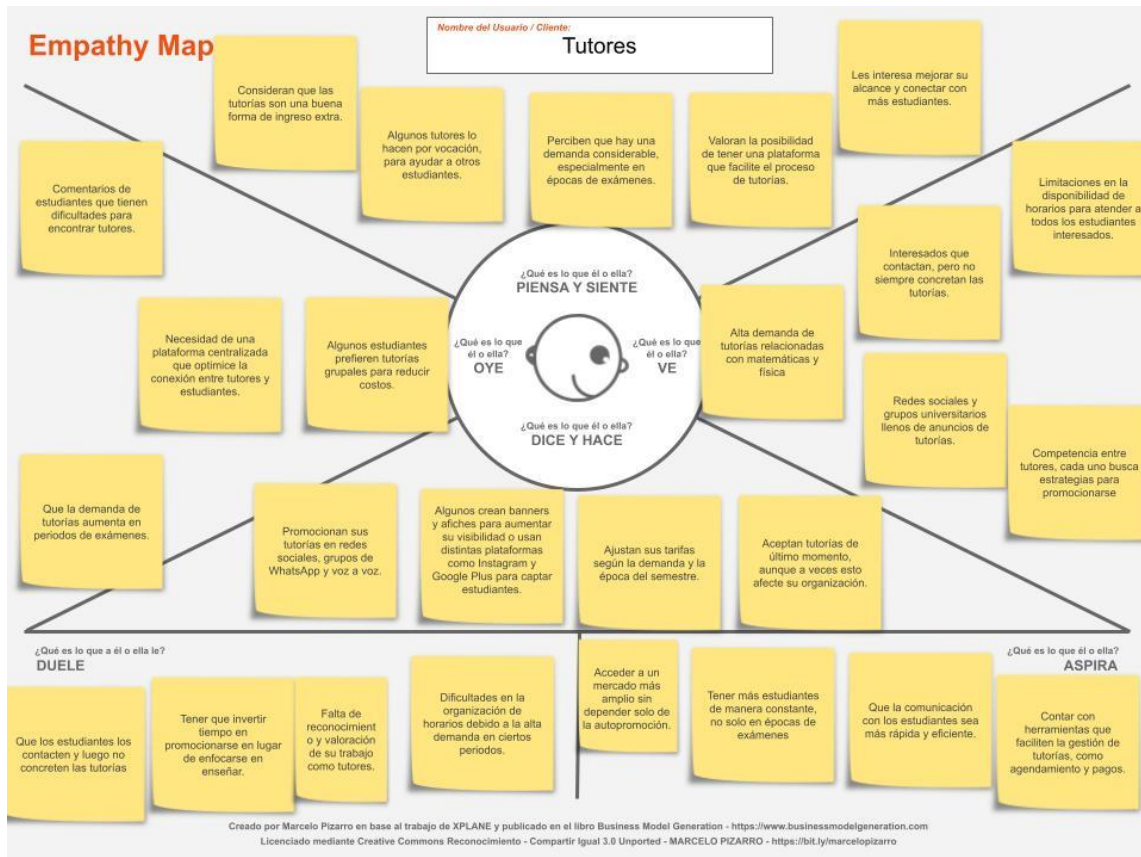 Empathy Map
Nombre del Usuario / Cliente:
Tutores
Consideran que las
tutorías son una buena
forma de ingreso extra.
Algunos tutores lo
hacen por vocación,
para ayudar a otros
estudiantes.
Perciben que hay una
demanda considerable,
especialmente en
épocas de exámenes.
Valoran la posibilidad
de tener una plataforma
que facilite el proceso
de tutorías.
Les interesa mejorar su
alcance y conectar con
más estudiantes.
Comentarios de
estudiantes que tienen
dificultades para
encontrar tutores.
Limitaciones en la
disponibilidad de
horarios para atender a
todos los estudiantes
interesados.
Interesados que
contactan, pero no
siempre concretan las
tutorías.
¿Qué es lo que él o ella?
PIENSA Y SIENTE
Necesidad de una
plataforma centralizada
que optimice la
conexión entre tutores y
estudiantes.
Algunos estudiantes
prefieren tutorías
grupales para reducir
costos.
¿Qué es lo que
él o ella?
OYE
¿Qué es lo que
él o ella?
VE
Alta demanda de
tutorías relacionadas
con matemáticas y
física
¿Qué es lo que él o ella?
DICE Y HACE
Redes sociales y
grupos universitarios
llenos de anuncios de
tutorías.
Competencia entre
tutores, cada uno busca
estrategias para
promocionarse
Que la demanda de
tutorías aumenta en
periodos de exámenes.
Promocionan sus
tutorías en redes
sociales, grupos de
WhatsApp y voz a voz.
Algunos crean banners
y afiches para aumentar
su visibilidad o usan
distintas plataformas
como Instagram y
Google Plus para captar
estudiantes.
Ajustan sus tarifas
según la demanda y la
época del semestre.
Aceptan tutorías de
último momento,
aunque a veces esto
afecte su organización.
¿Qué es lo que a él o ella le?
DUELE
¿Qué es lo que él o ella?
ASPIRA
Que los estudiantes los
contacten y luego no
concreten las tutorías
Tener que invertir
tiempo en
promocionarse en lugar
de enfocarse en
enseñar.
Falta de
reconocimient
o y valoración
de su trabajo
como tutores.
Dificultades en la
organización de
horarios debido a la alta
demanda en ciertos
periodos.
Acceder a un
mercado más
amplio sin
depender solo de
la autopromoción.
Tener más estudiantes
de manera constante,
no solo en épocas de
exámenes
Que la comunicación
con los estudiantes sea
más rápida y eficiente.
Contar con
herramientas que
faciliten la gestión de
tutorías, como
agendamiento y pagos.
Creado por Marcelo Pizarro en base al trabajo de XPLANE y publicado en el libro Business Model Generation - https://www.businessmodelgeneration.com
Licenciado mediante Creative Commons Reconocimiento - Compartir Igual 3.0 Unported - MARCELO PIZARRO - https://bit.ly/marcelopizarro